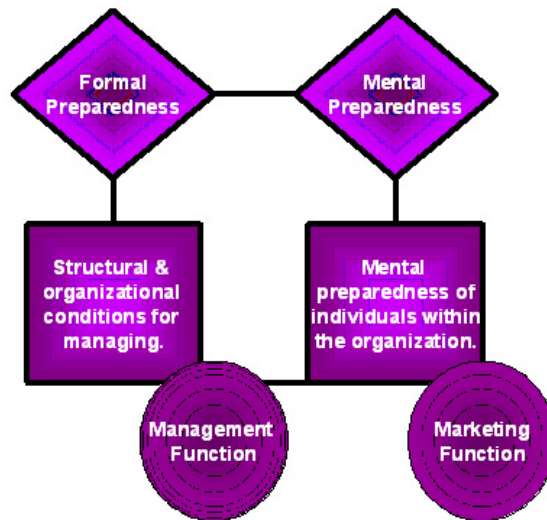 Formal
Preparedness
Mental
Preparedness
Structural &
organizational
conditions for
managing.
Mental
preparedness of
individuals within
the organization.
Management
Function
Marketing
Function